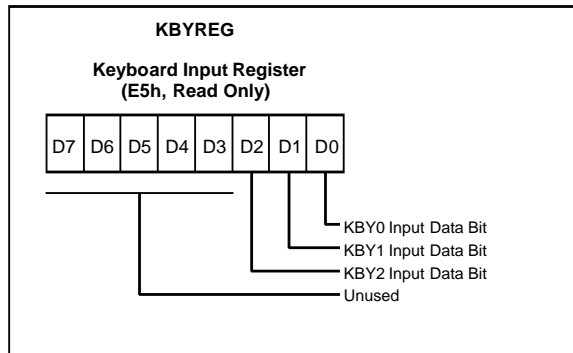 KBYREG
Keyboard Input Register
(E5h, Read Only)
D7 D6 D5 D4 D3 D2 D1 D0
KBY0 Input Data Bit
KBY1 Input Data Bit
KBY2 Input Data Bit
Unused